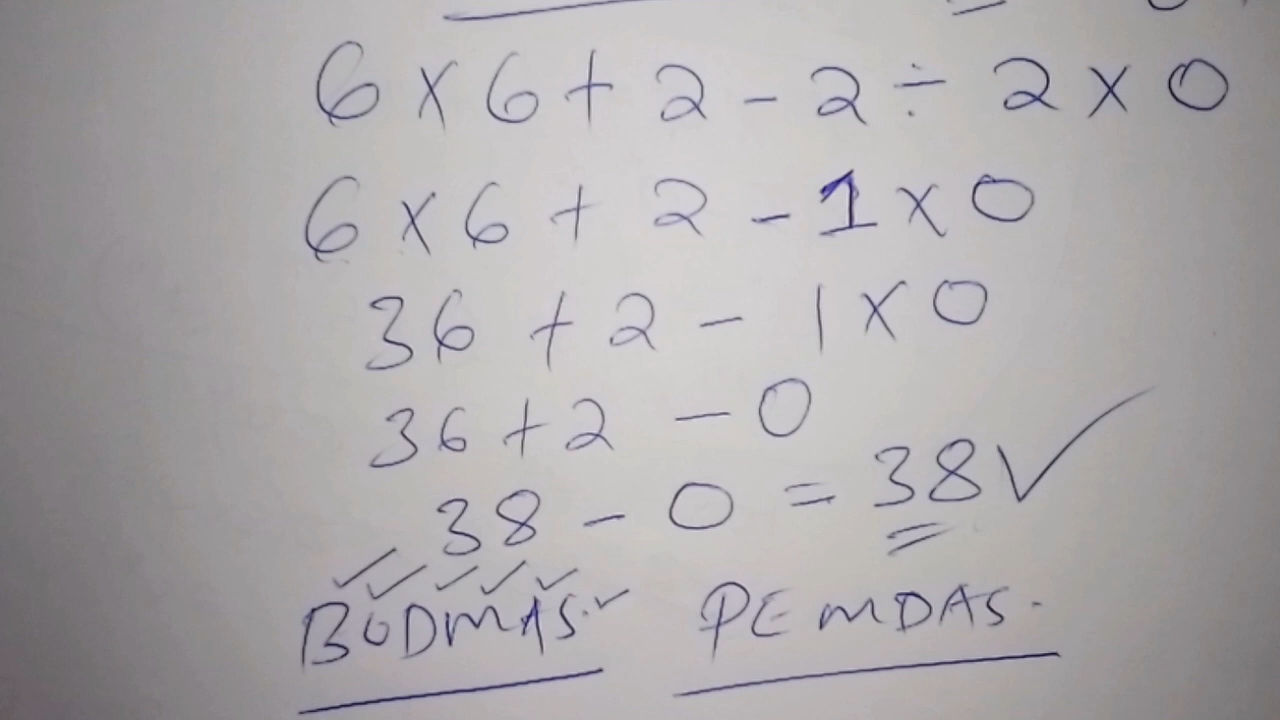 6 × 6 + 2 - 2 ÷ 2 × 0
6 × 6 + 2 - 1 × 0
36 + 2 - 1 × 0
36 + 2 - 0
38 - 0 = 38 ✓
BODMAS. PEMDAS.